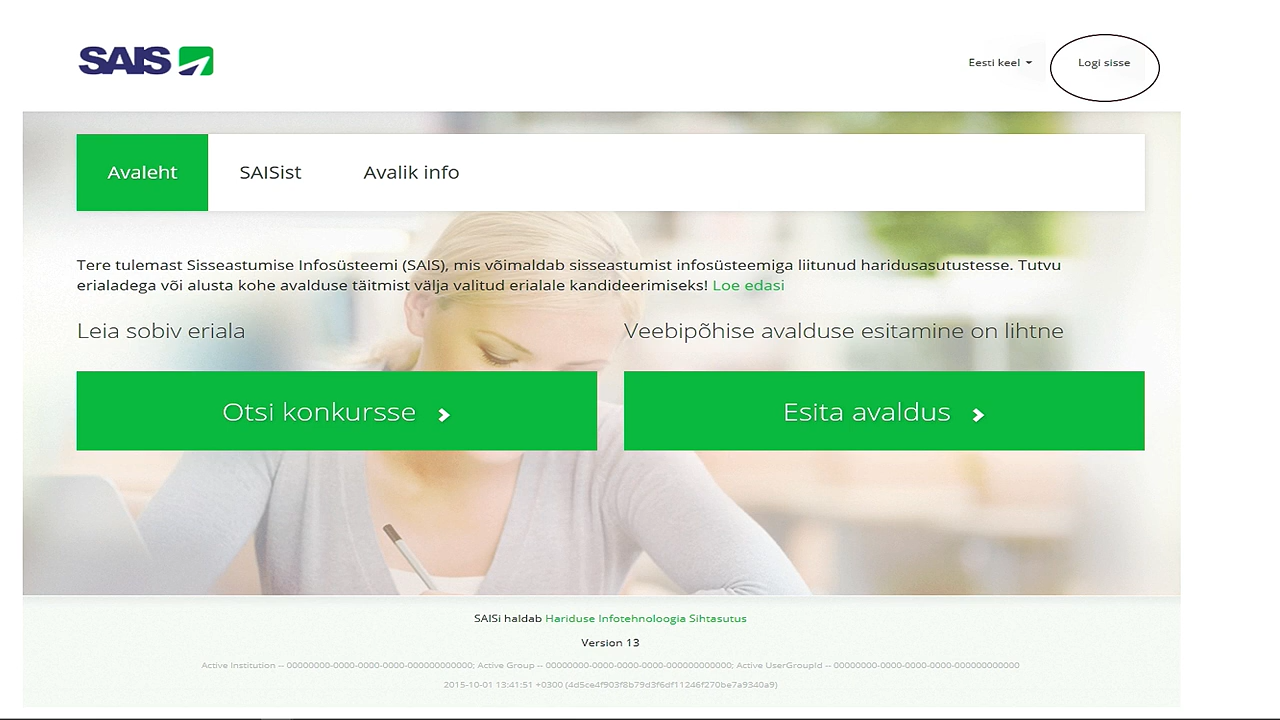 SAIS
Eesti keel
Logi sisse
Avaleht
SAISist
Avalik info
Tere tulemast Sisseastumise Infosüsteemi (SAIS), mis võimaldab sisseastumist infosüsteemiga liitunud haridusasutustesse. Tutvu
erialadega või alusta kohe avalduse täitmist välja valitud erialale kandideerimiseks! Loe edasi
Leia sobiv eriala
Veebipõhise avalduse esitamine on lihtne
Otsi konkursse
Esita avaldus
SAISi haldab Hariduse Infotehnoloogia Sihtasutus
Version 13
Active Institution -- 00000000-0000-0000-0000-000000000000; Active Group -- 00000000-0000-0000-0000-000000000000; Active UserGroupId -- 00000000-0000-0000-0000-000000000000
2015-10-01 13:41:51 +0300 (4d5ce4f903f8b79d3f6df11246f270be7a9340a9)